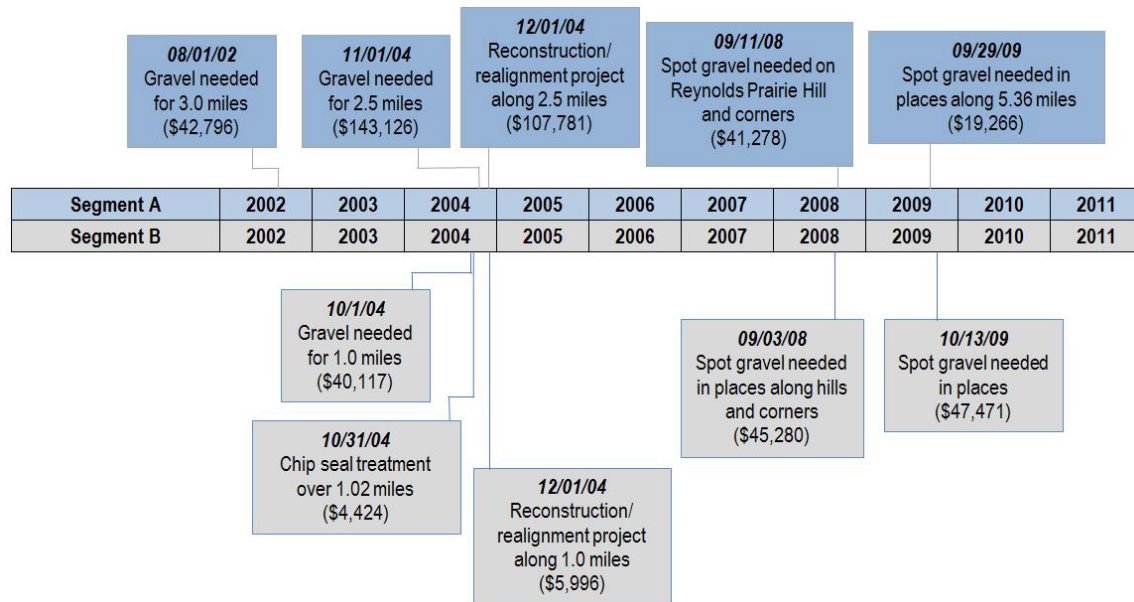 08/01/02
Gravel needed
for 3.0 miles
($42,796)
11/01/04
Gravel needed
for 2.5 miles
($143,126)
12/01/04
Reconstruction/
realignment project
along 2.5 miles
($107,781)
09/11/08
Spot gravel needed on
Reynolds Prairie Hill
and corners
($41,278)
09/29/09
Spot gravel needed in
places along 5.36 miles
($19,266)
Segment A 2002 2003 2004 2005 2006 2007 2008 2009 2010 2011
Segment B 2002 2003 2004 2005 2006 2007 2008 2009 2010 2011
10/1/04
Gravel needed
for 1.0 miles
($40,117)
10/31/04
Chip seal treatment
over 1.02 miles
($4,424)
12/01/04
Reconstruction/
realignment project
along 1.0 miles
($5,996)
09/03/08
Spot gravel needed
in places along hills
and corners
($45,280)
10/13/09
Spot gravel needed
in places
($47,471)